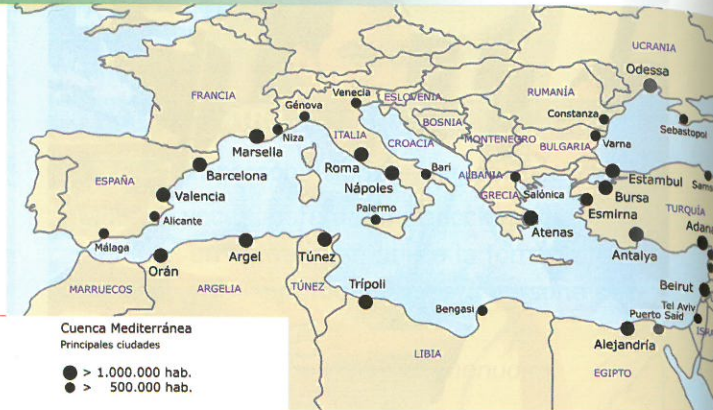 UCRANIA
Odessa
FRANCIA
Venecia
ESLOVENIA
RUMANÍA
Génova
Constanza
Sebastopol
BOSNIA
Niza
ITALIA
CROACIA
MONTENEGRO
Varna
BULGARIA
Marsella
Roma
Bari
ALBANIA
Estambul
Barcelona
ESPAÑA
Nápoles
Salónica
Bursa
GRECIA
Valencia
Esmirna
TURQUÍA
Palermo
Alicante
Atenas
Málaga
Orán
Argel
Túnez
Antalya
MARRUECOS
ARGELIA
TÚNEZ
Trípoli
Beirut
Tel Aviv
Bengasi
Puerto Said
Alejandría
LIBIA
EGIPTO
Cuenca Mediterránea
Principales ciudades
> 1.000.000 hab.
> 500.000 hab.